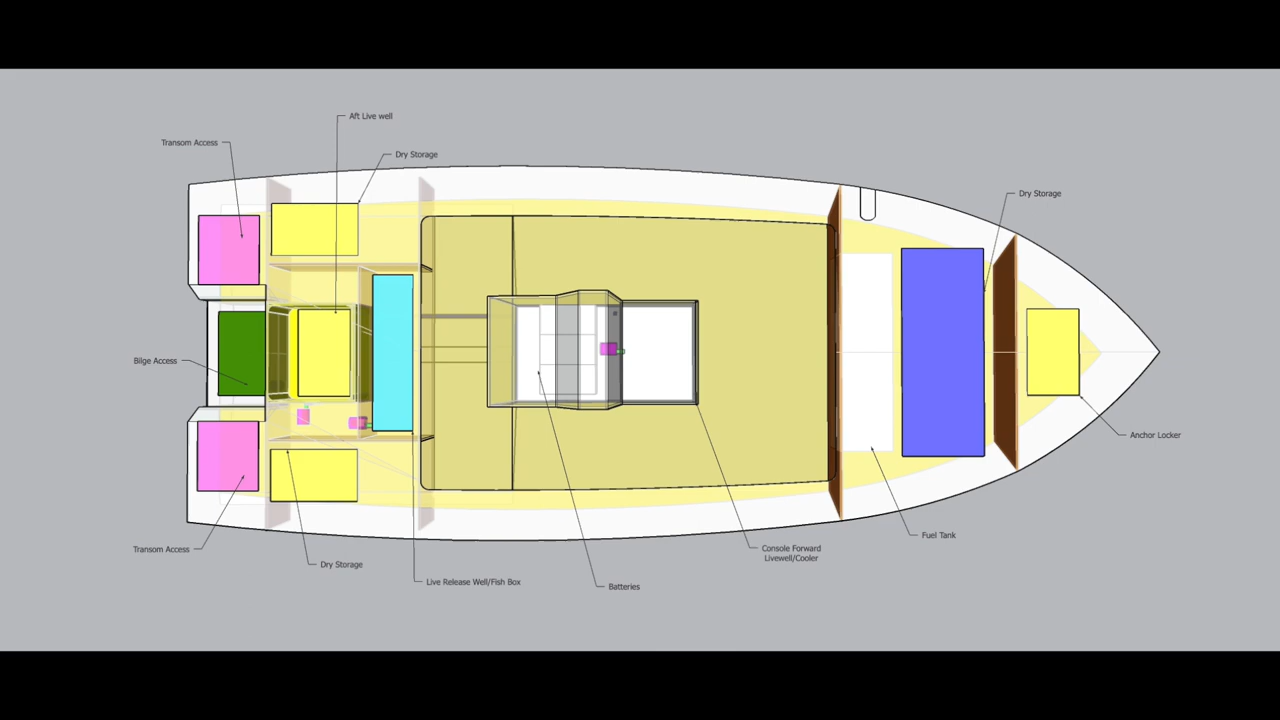 Aft Live well
Transom Access
Dry Storage
Dry Storage
Bilge Access
Anchor Locker
Fuel Tank
Transom Access
Console Forward
Livewell/Cooler
Dry Storage
Live Release Well/Fish Box
Batteries